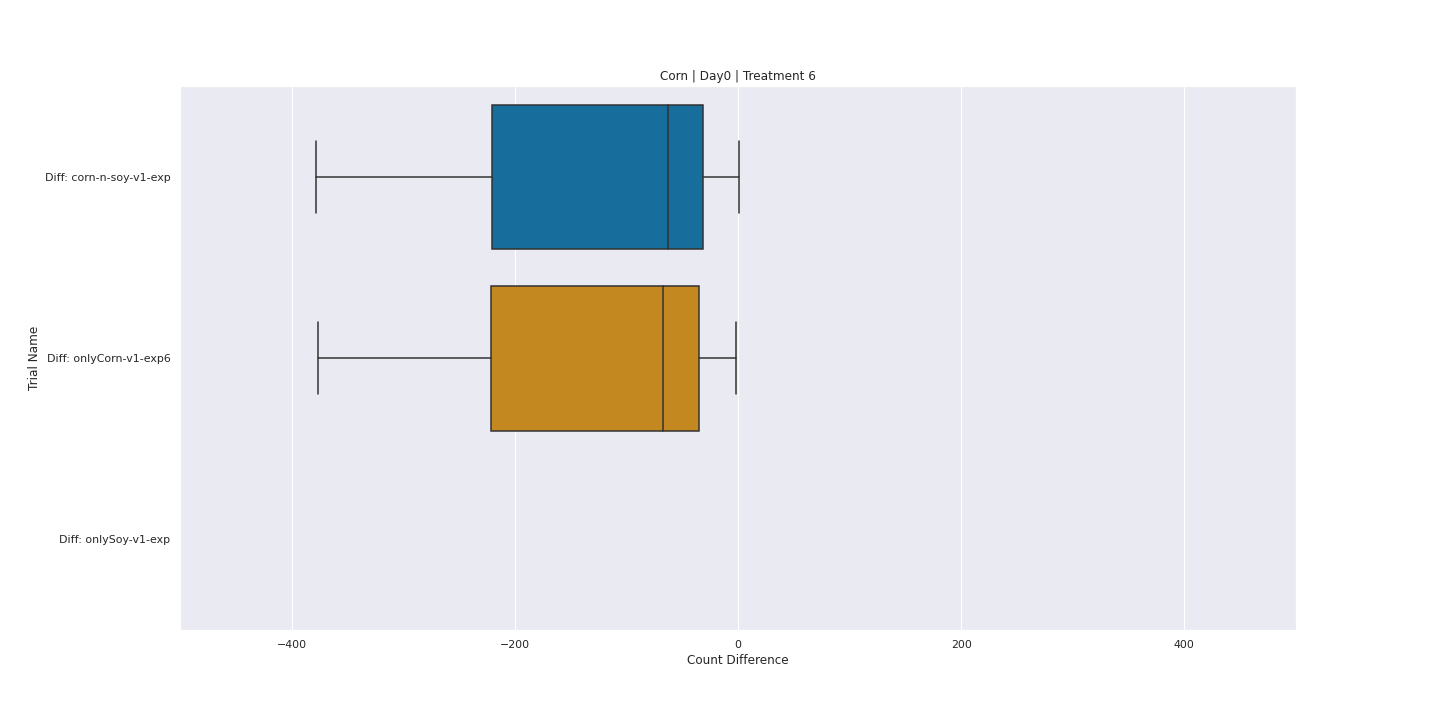 Corn | Day0 | Treatment 6
Diff: corn-n-soy-v1-exp
Diff: onlyCorn-v1-exp6
Diff: onlySoy-v1-exp
Trial Name
−400
−200
0
200
400
Count Difference